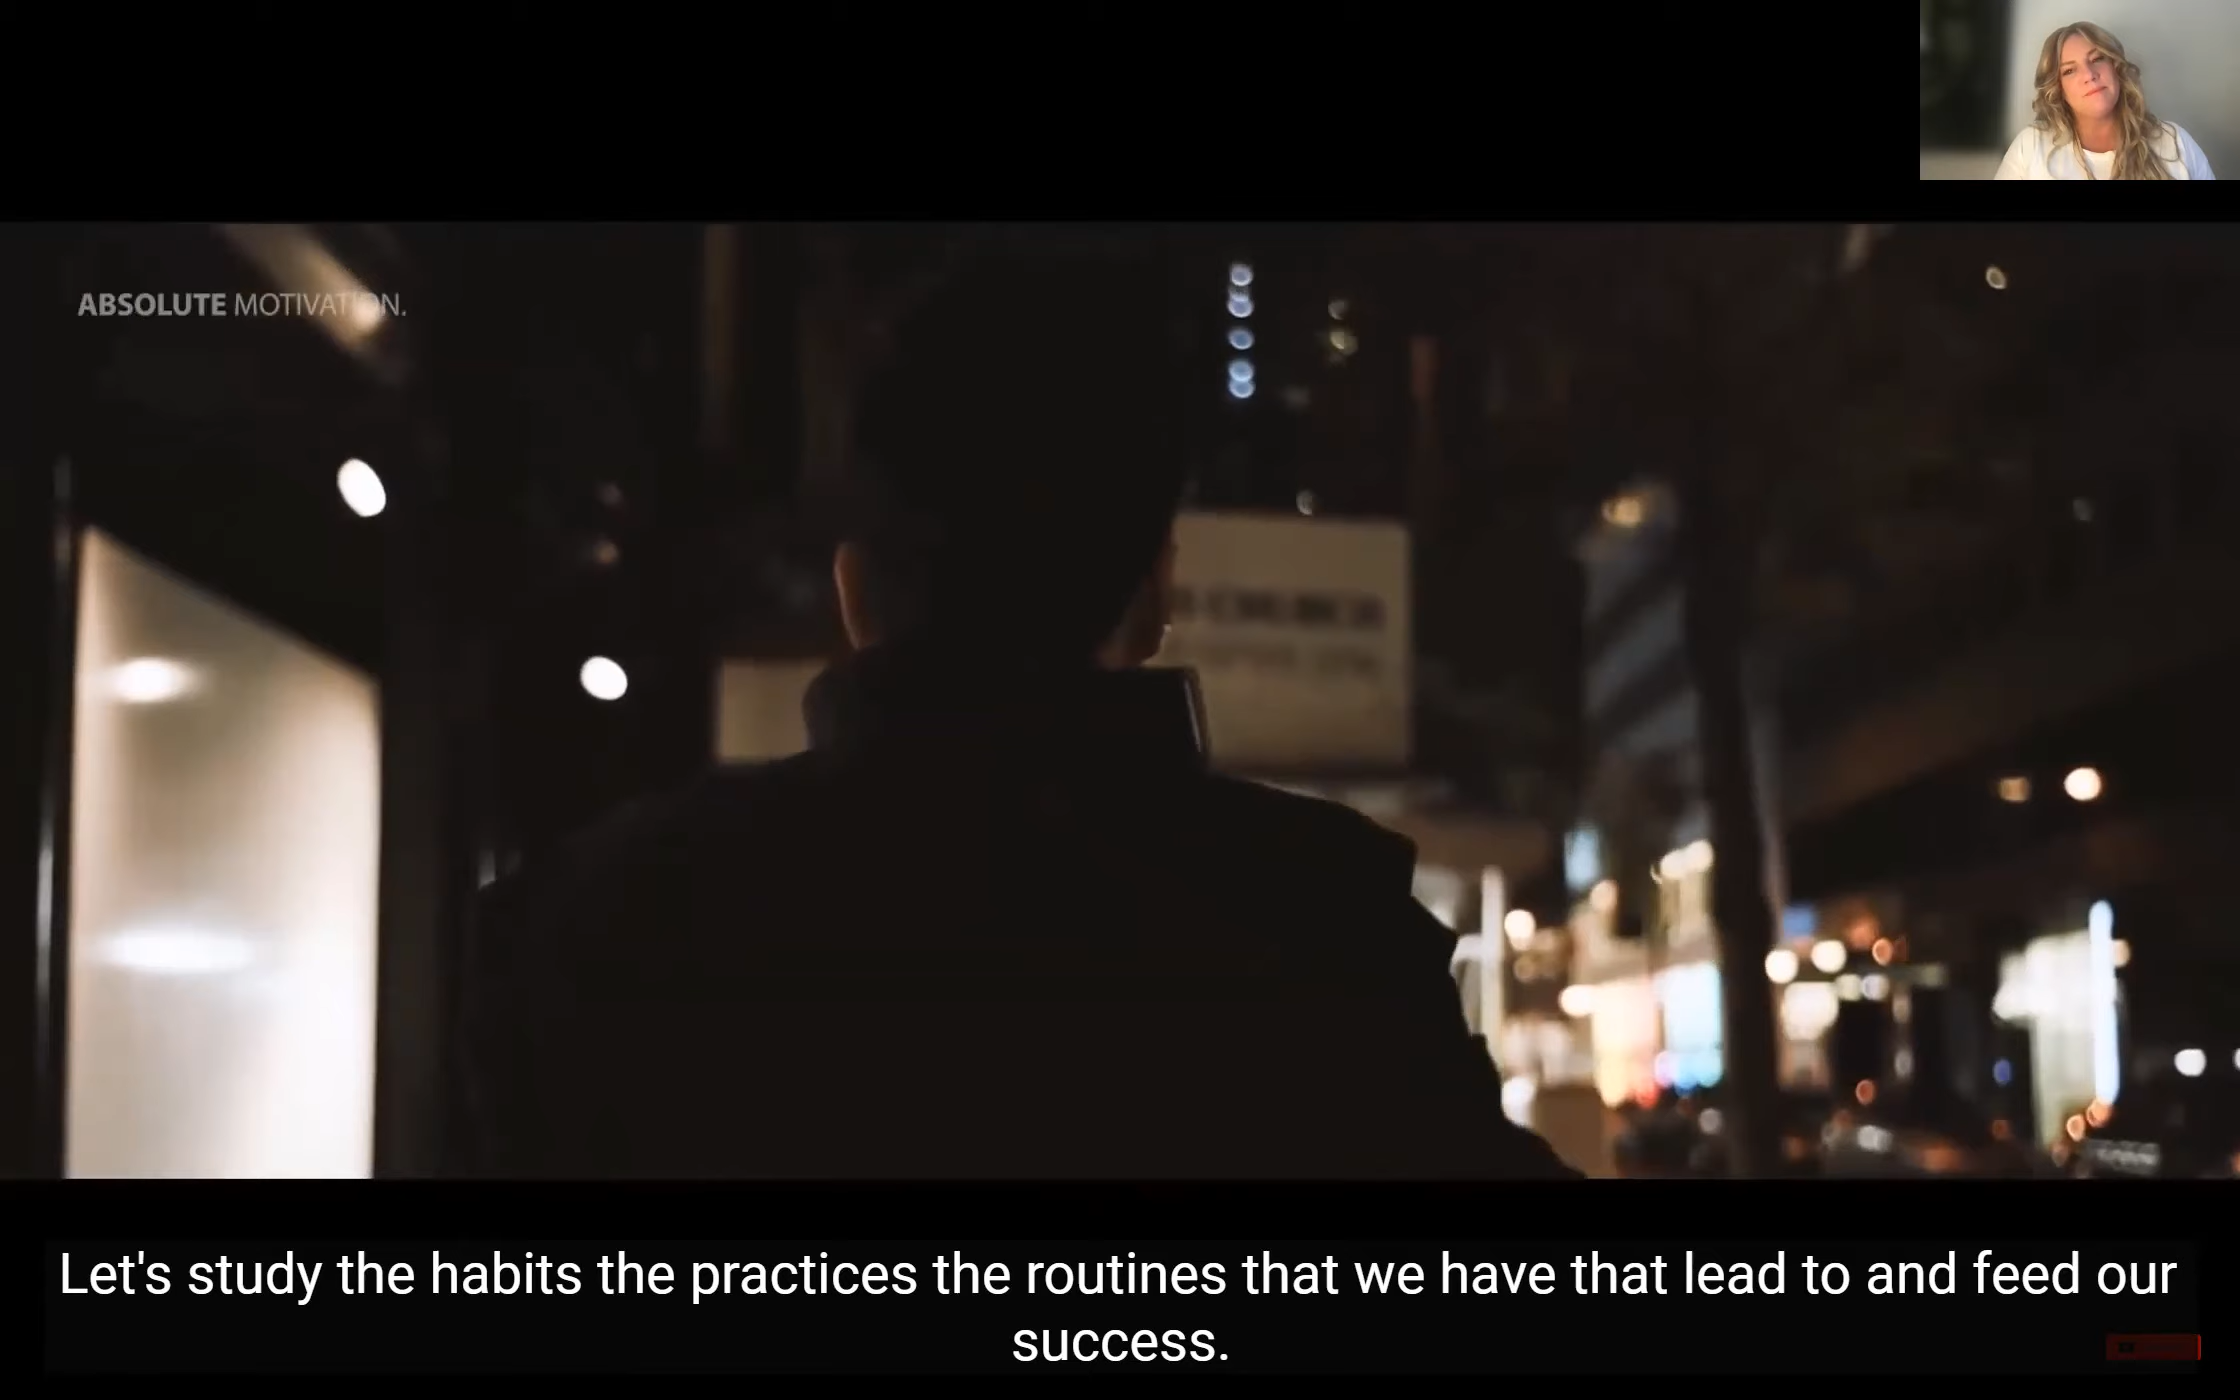 ABSOLUTE MOTIVATION.
Let's study the habits the practices the routines that we have that lead to and feed our
success.